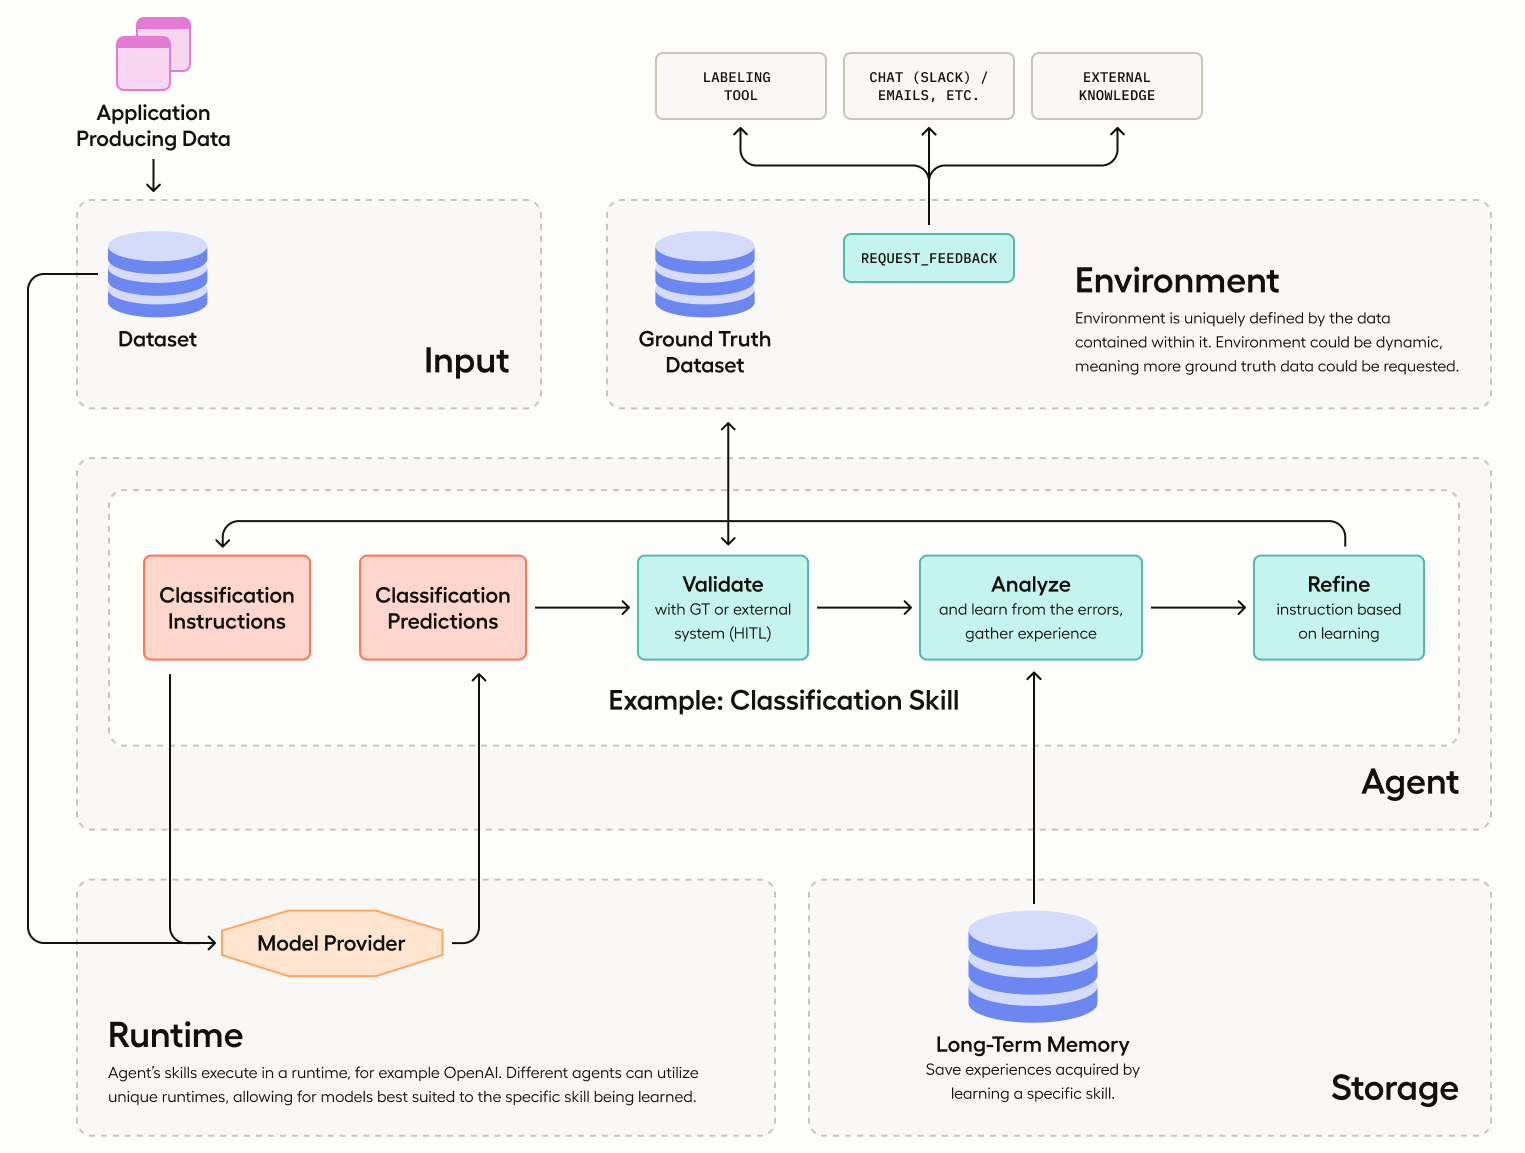 Application
Producing Data
LABELING
TOOL
CHAT (SLACK) /
EMAILS, ETC.
EXTERNAL
KNOWLEDGE
Dataset
Input
Ground Truth
Dataset
REQUEST_FEEDBACK
Environment
Environment is uniquely defined by the data
contained within it. Environment could be dynamic,
meaning more ground truth data could be requested.
Classification
Instructions
Classification
Predictions
Validate
with GT or external
system (HITL)
Analyze
and learn from the errors,
gather experience
Refine
instruction based
on learning
Example: Classification Skill
Agent
Model Provider
Runtime
Agent’s skills execute in a runtime, for example OpenAI. Different agents can utilize
unique runtimes, allowing for models best suited to the specific skill being learned.
Long-Term Memory
Save experiences acquired by
learning a specific skill.
Storage